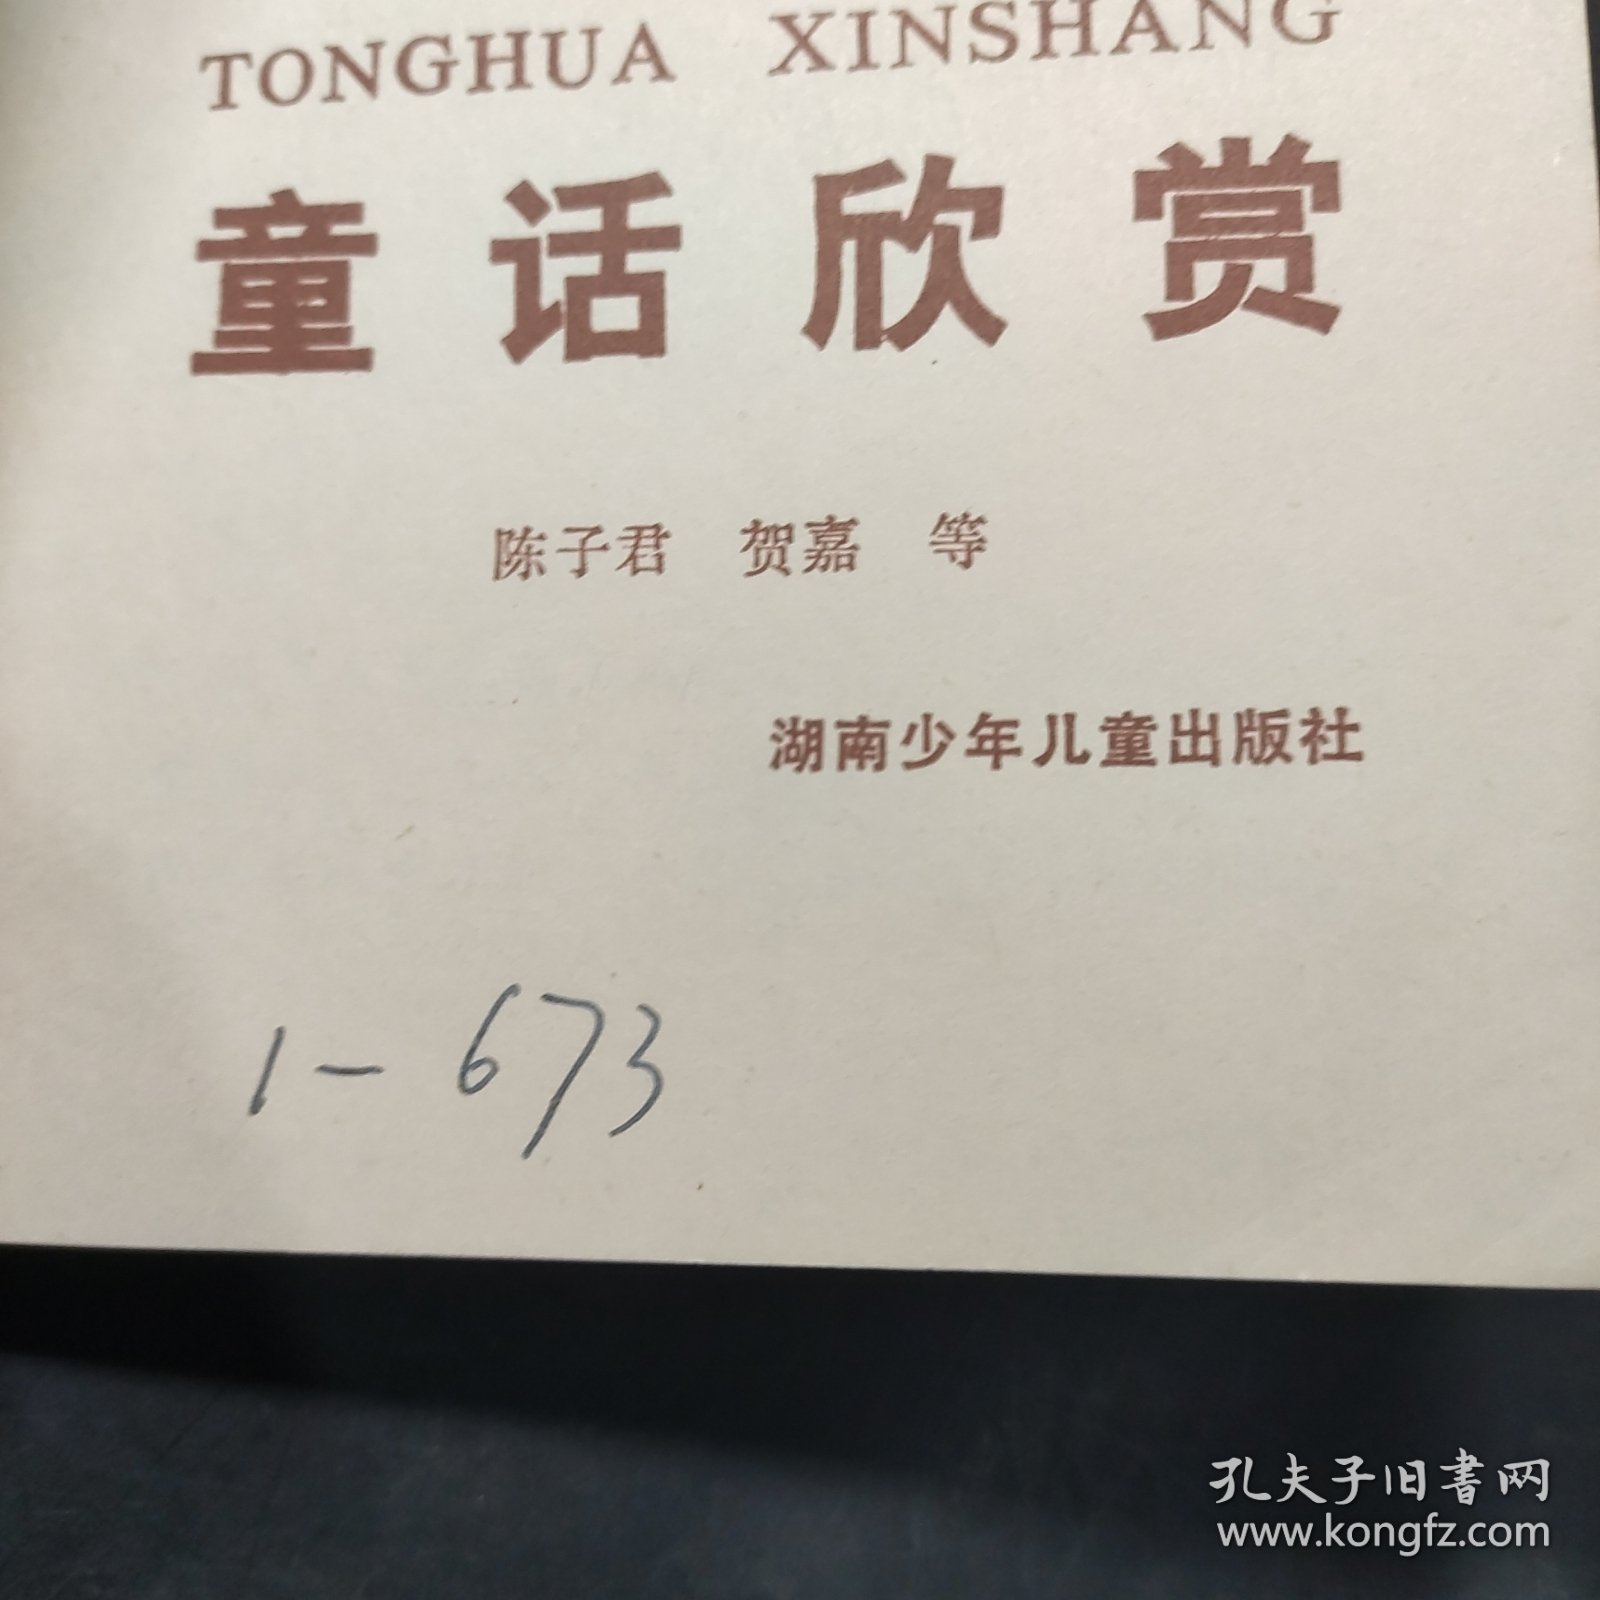 TONGHUA XINSHANG
童话欣赏
陈子君 贺嘉 等
湖南少年儿童出版社
1-673
孔夫子旧书网
www.kongfz.com